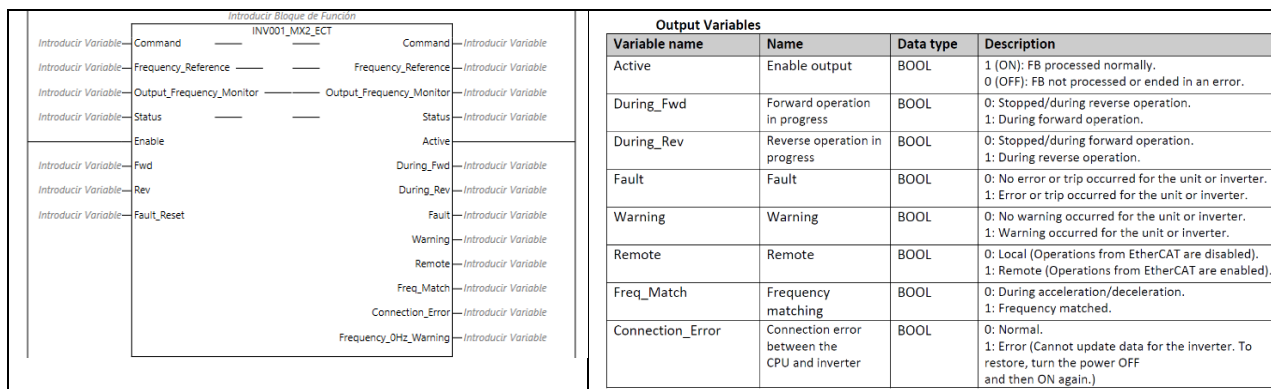 Introducir Bloque de Función
INV001_MX2_ECT
Introducir Variable Command Command Introducir Variable
Introducir Variable Frequency_Reference Frequency_Reference Introducir Variable
Introducir Variable Output_Frequency_Monitor Output_Frequency_Monitor Introducir Variable
Introducir Variable Status Status Introducir Variable
Enable Active
Introducir Variable Fwd During_Fwd Introducir Variable
Introducir Variable Rev During_Rev Introducir Variable
Introducir Variable Fault_Reset Fault Introducir Variable
Warning Introducir Variable
Remote Introducir Variable
Freq_Match Introducir Variable
Connection_Error Introducir Variable
Frequency_0Hz_Warning Introducir Variable
Output Variables
Variable name Name Data type Description
Active Enable output BOOL 1 (ON): FB processed normally.
0 (OFF): FB not processed or ended in an error.
During_Fwd Forward operation BOOL 0: Stopped/during reverse operation.
in progress 1: During forward operation.
During_Rev Reverse operation in BOOL 0: Stopped/during forward operation.
progress 1: During reverse operation.
Fault Fault BOOL 0: No error or trip occurred for the unit or inverter.
1: Error or trip occurred for the unit or inverter.
Warning Warning BOOL 0: No warning occurred for the unit or inverter.
1: Warning occurred for the unit or inverter.
Remote Remote BOOL 0: Local (Operations from EtherCAT are disabled).
1: Remote (Operations from EtherCAT are enabled).
Freq_Match Frequency BOOL 0: During acceleration/deceleration.
matching 1: Frequency matched.
Connection_Error Connection error BOOL 0: Normal.
between the 1: Error (Cannot update data for the inverter. To
CPU and inverter restore, turn the power OFF
and then ON again.)